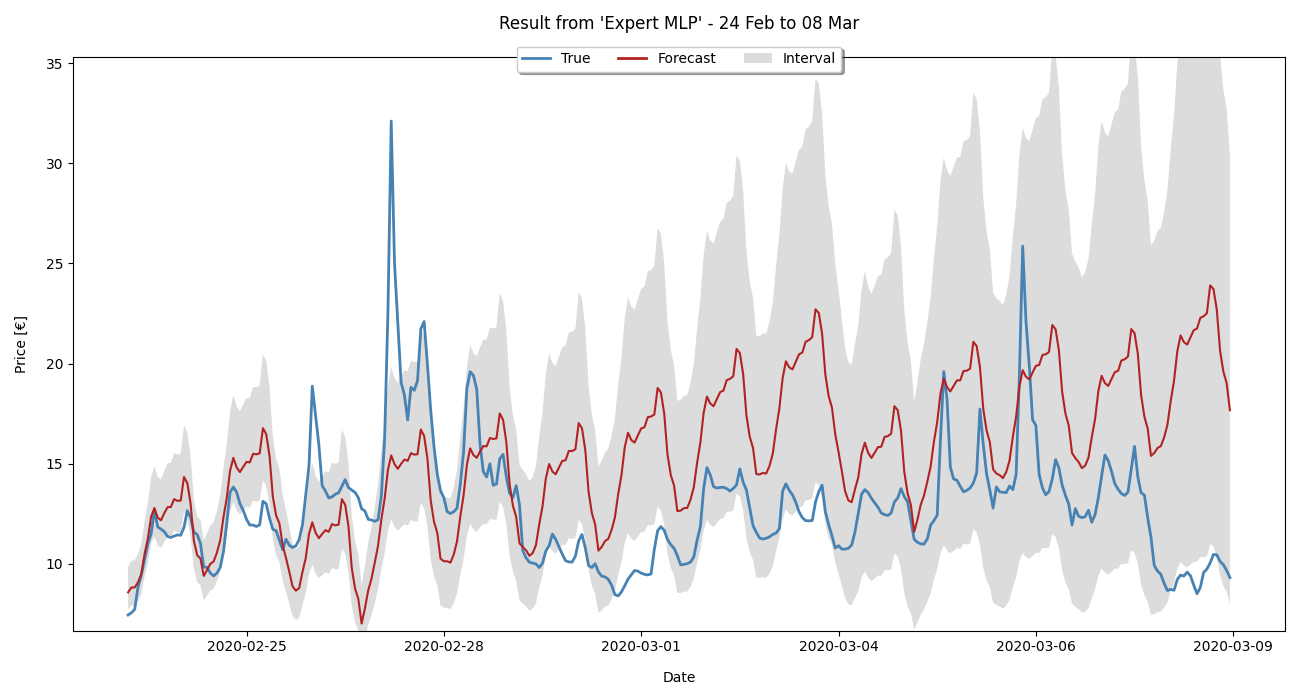 Result from 'Expert MLP' - 24 Feb to 08 Mar
True Forecast Interval
35
30
25
20
15
10
Price [€]
2020-02-25 2020-02-28 2020-03-01 2020-03-04 2020-03-06 2020-03-09
Date